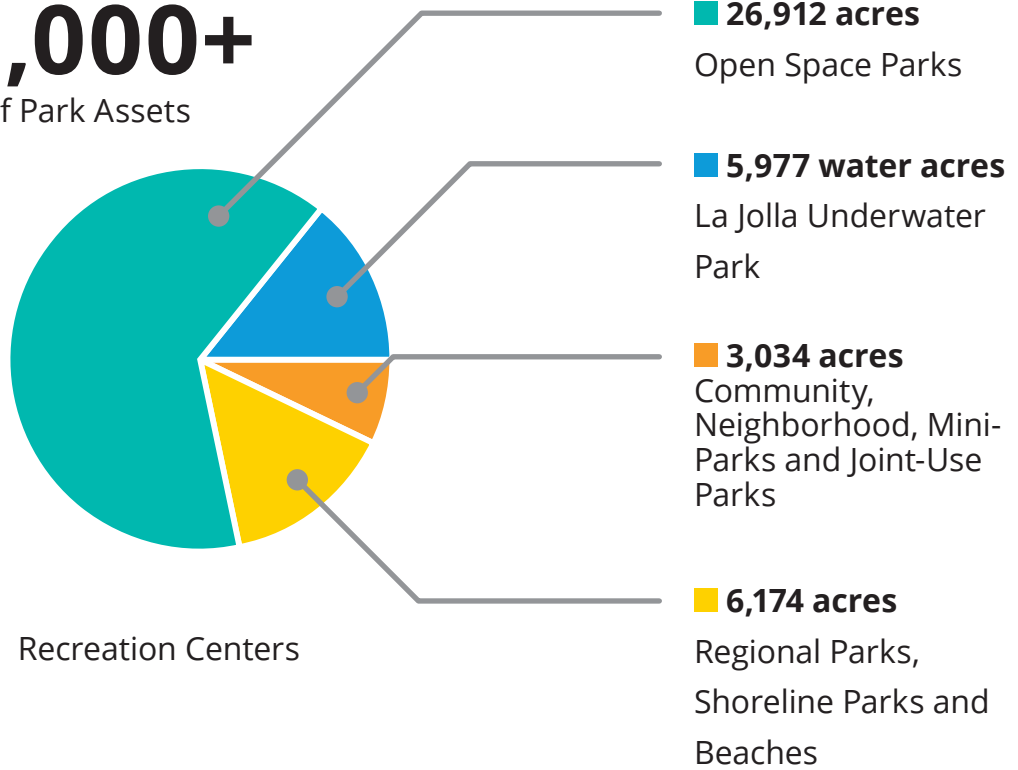 ,000+
f Park Assets
26,912 acres
Open Space Parks
5,977 water acres
La Jolla Underwater
Park
3,034 acres
Community,
Neighborhood, Mini-
Parks and Joint-Use
Parks
6,174 acres
Regional Parks,
Shoreline Parks and
Beaches
Recreation Centers